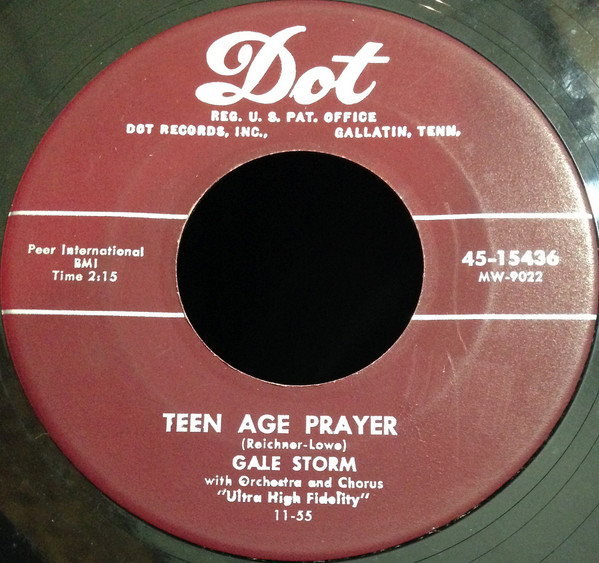 Dot
REG. U. S. PAT. OFFICE
DOT RECORDS, INC., GALLATIN, TENN.
Peer International
BMI
Time 2:15
45-15436
MW-9022
TEEN AGE PRAYER
(Reichner-Lowe)
GALE STORM
with Orchestra and Chorus
"Ultra High Fidelity"
11-55